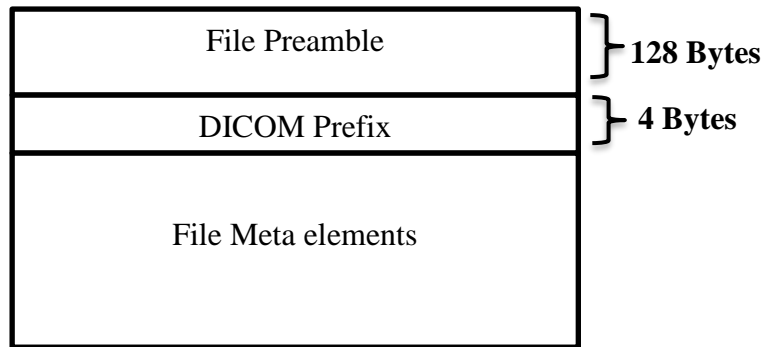 File Preamble
128 Bytes
DICOM Prefix
4 Bytes
File Meta elements